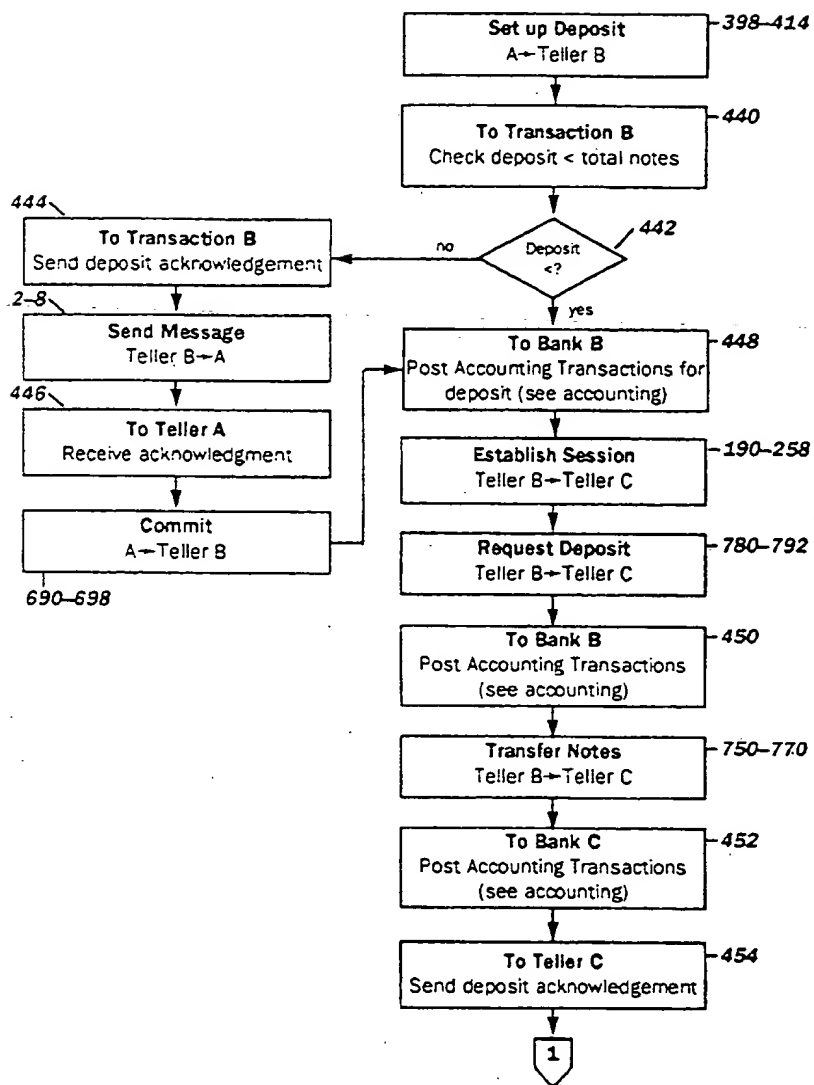 Set up Deposit
A→Teller B
398-414
To Transaction B
Check deposit < total notes
440
Deposit
<?
442
no
yes
444
To Transaction B
Send deposit acknowledgement
2-8
Send Message
Teller B→A
446
To Teller A
Receive acknowledgment
Commit
A→Teller B
690-698
To Bank B
Post Accounting Transactions for
deposit (see accounting)
448
Establish Session
Teller B→Teller C
190-258
Request Deposit
Teller B→Teller C
780-792
To Bank B
Post Accounting Transactions
(see accounting)
450
Transfer Notes
Teller B→Teller C
750-770
To Bank C
Post Accounting Transactions
(see accounting)
452
To Teller C
Send deposit acknowledgement
454
1